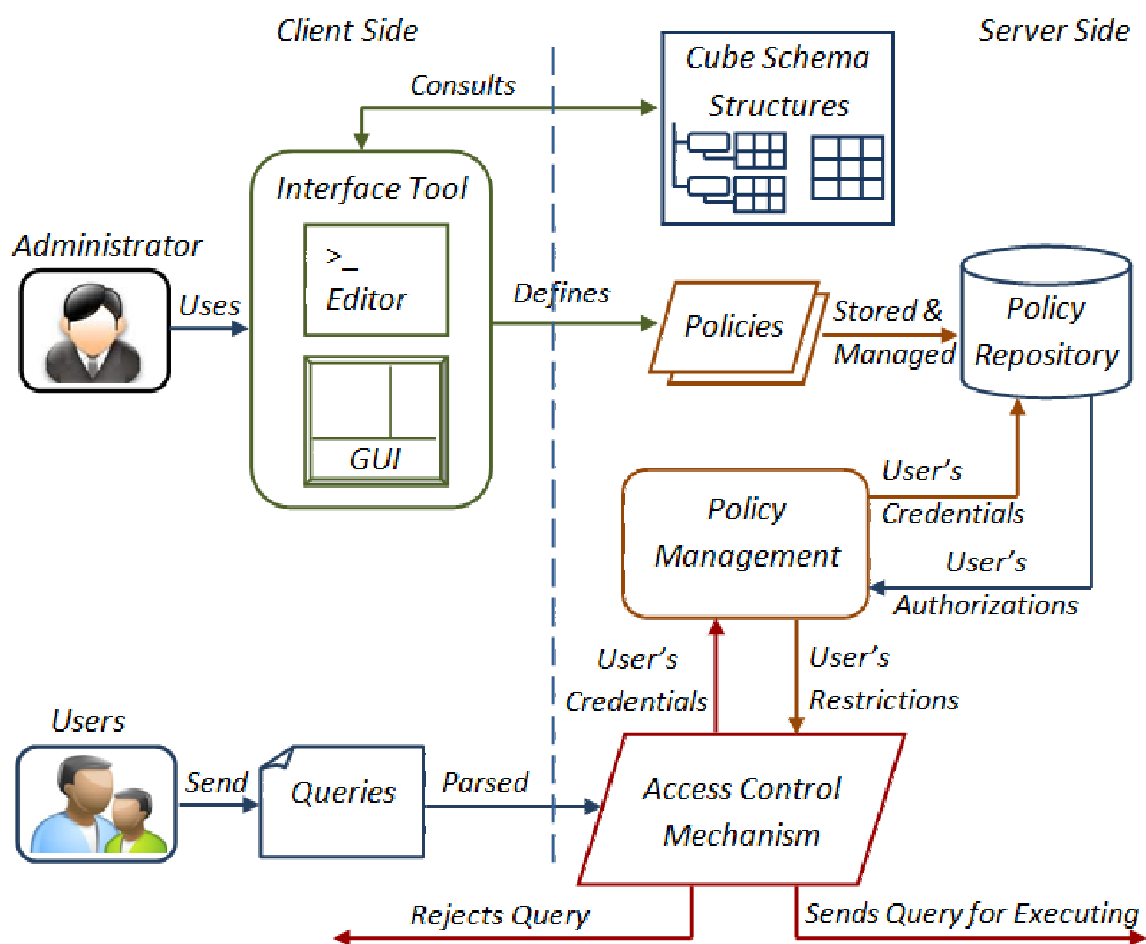 Client Side
Server Side
Consults
Cube Schema
Structures
Interface Tool
>_
Editor
GUI
Administrator
Uses
Defines
Policies
Stored &
Managed
Policy
Repository
User's
Credentials
Policy
Management
User's
Authorizations
User's
Credentials
User's
Restrictions
Users
Send
Queries
Parsed
Access Control
Mechanism
Rejects Query
Sends Query for Executing